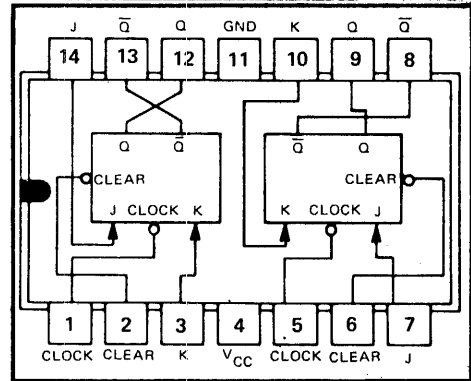 J Q̅ Q GND K Q Q̅
14 13 12 11 10 9 8
Q Q̅ Q̅ Q
CLEAR CLEAR
J CLOCK K K CLOCK J
1 2 3 4 5 6 7
CLOCK CLEAR K VCC CLOCK CLEAR J